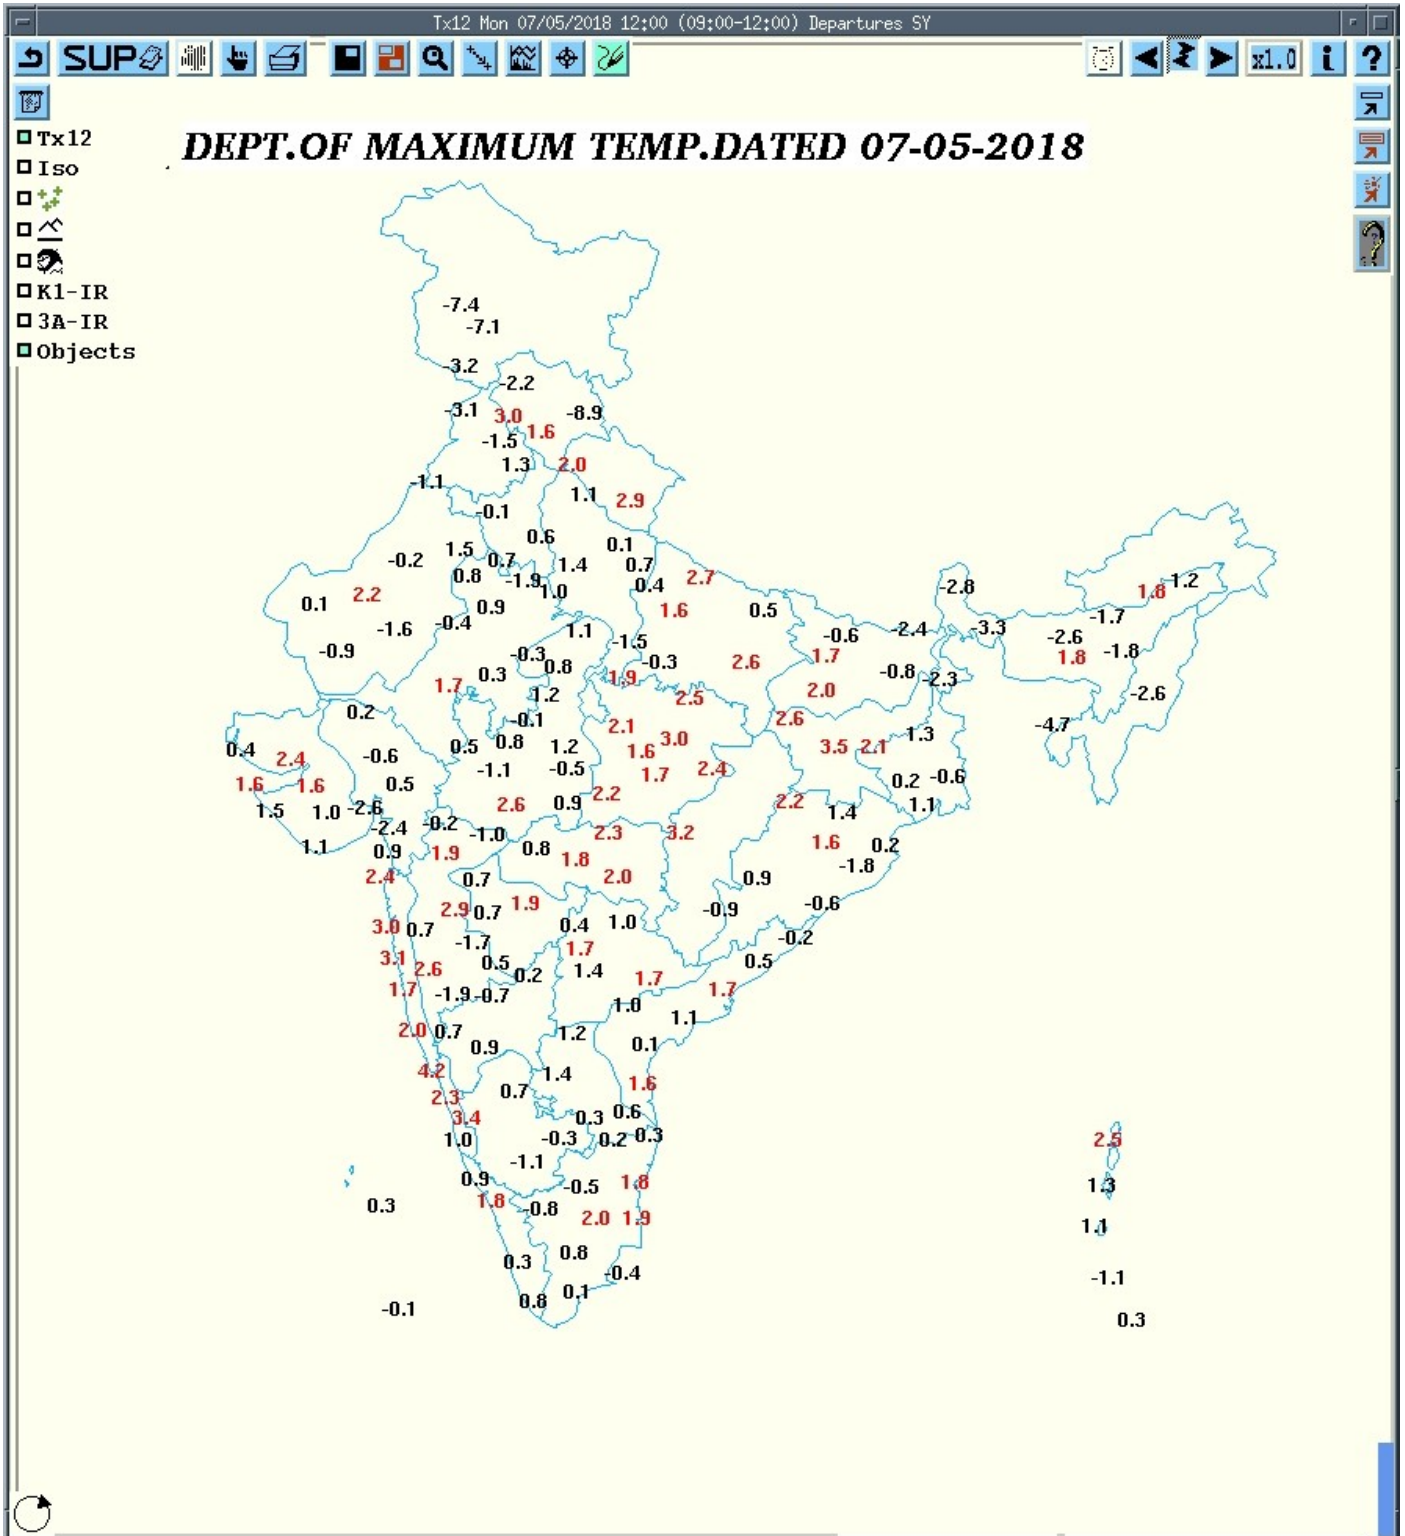 Tx12 Mon 07/05/2018 12:00 (09:00-12:00) Departures SY
SUP
x1.0
i
?
Tx12
DEPT.OF MAXIMUM TEMP.DATED 07-05-2018
Iso
K1-IR
3A-IR
Objects
-7.4
-7.1
-3.2
-2.2
-3.1 3.0 -8.9
1.6
-1.5
1.3 2.0
-1.1
1.1 2.9
-0.1
0.6
0.1
1.5
-0.2 0.7 1.4 0.7
0.8 -1.9 2.7
0.4 -2.8 -1.2
2.2 1.0 1.8
0.1 0.9 1.6 0.5
-1.7
-1.6 -0.4 1.1 -0.6 -2.4 -3.3
-1.5 -2.6
-0.9 -0.3 -1.8
0.8 -0.3 2.6 1.7 1.8
0.3 1.9 -0.8 -2.3
1.7 1.2 2.5 2.0 -2.6
0.2 -0.1 2.1 2.6 -4.7
0.5 0.8 1.2 3.0 3.5 2.1 1.3
0.4 2.4 -0.6 1.6
-1.1 -0.5 1.7 2.4
1.6 1.6 0.5 0.2 -0.6
2.6 0.9 2.2 2.2 1.1
1.5 1.0 -2.6 1.4
-2.4 -0.2 -1.0 2.3 3.2
1.1 0.9 1.9 0.8 1.6 0.2
1.8 -1.8
2.4 0.7 2.0 0.9
2.9 0.7 1.9 -0.9 -0.6
3.0 0.7 0.4 1.0
-1.7 1.7 -0.2
3.1 2.6 0.5 0.2 1.4 0.5
1.7 -1.9 -0.7 1.7 1.7
1.0 1.1
2.0 0.7 1.2
0.9 0.1
4.2 1.4
2.3 0.7 1.6
3.4 0.3 0.6
1.0 -0.3 0.2 0.3 2.5
-1.1
0.9 -0.5 1.8 1.3
0.3 1.8 -0.8
2.0 1.9 1.1
0.3 0.8
-0.4 -1.1
0.1
-0.1 0.8
0.3